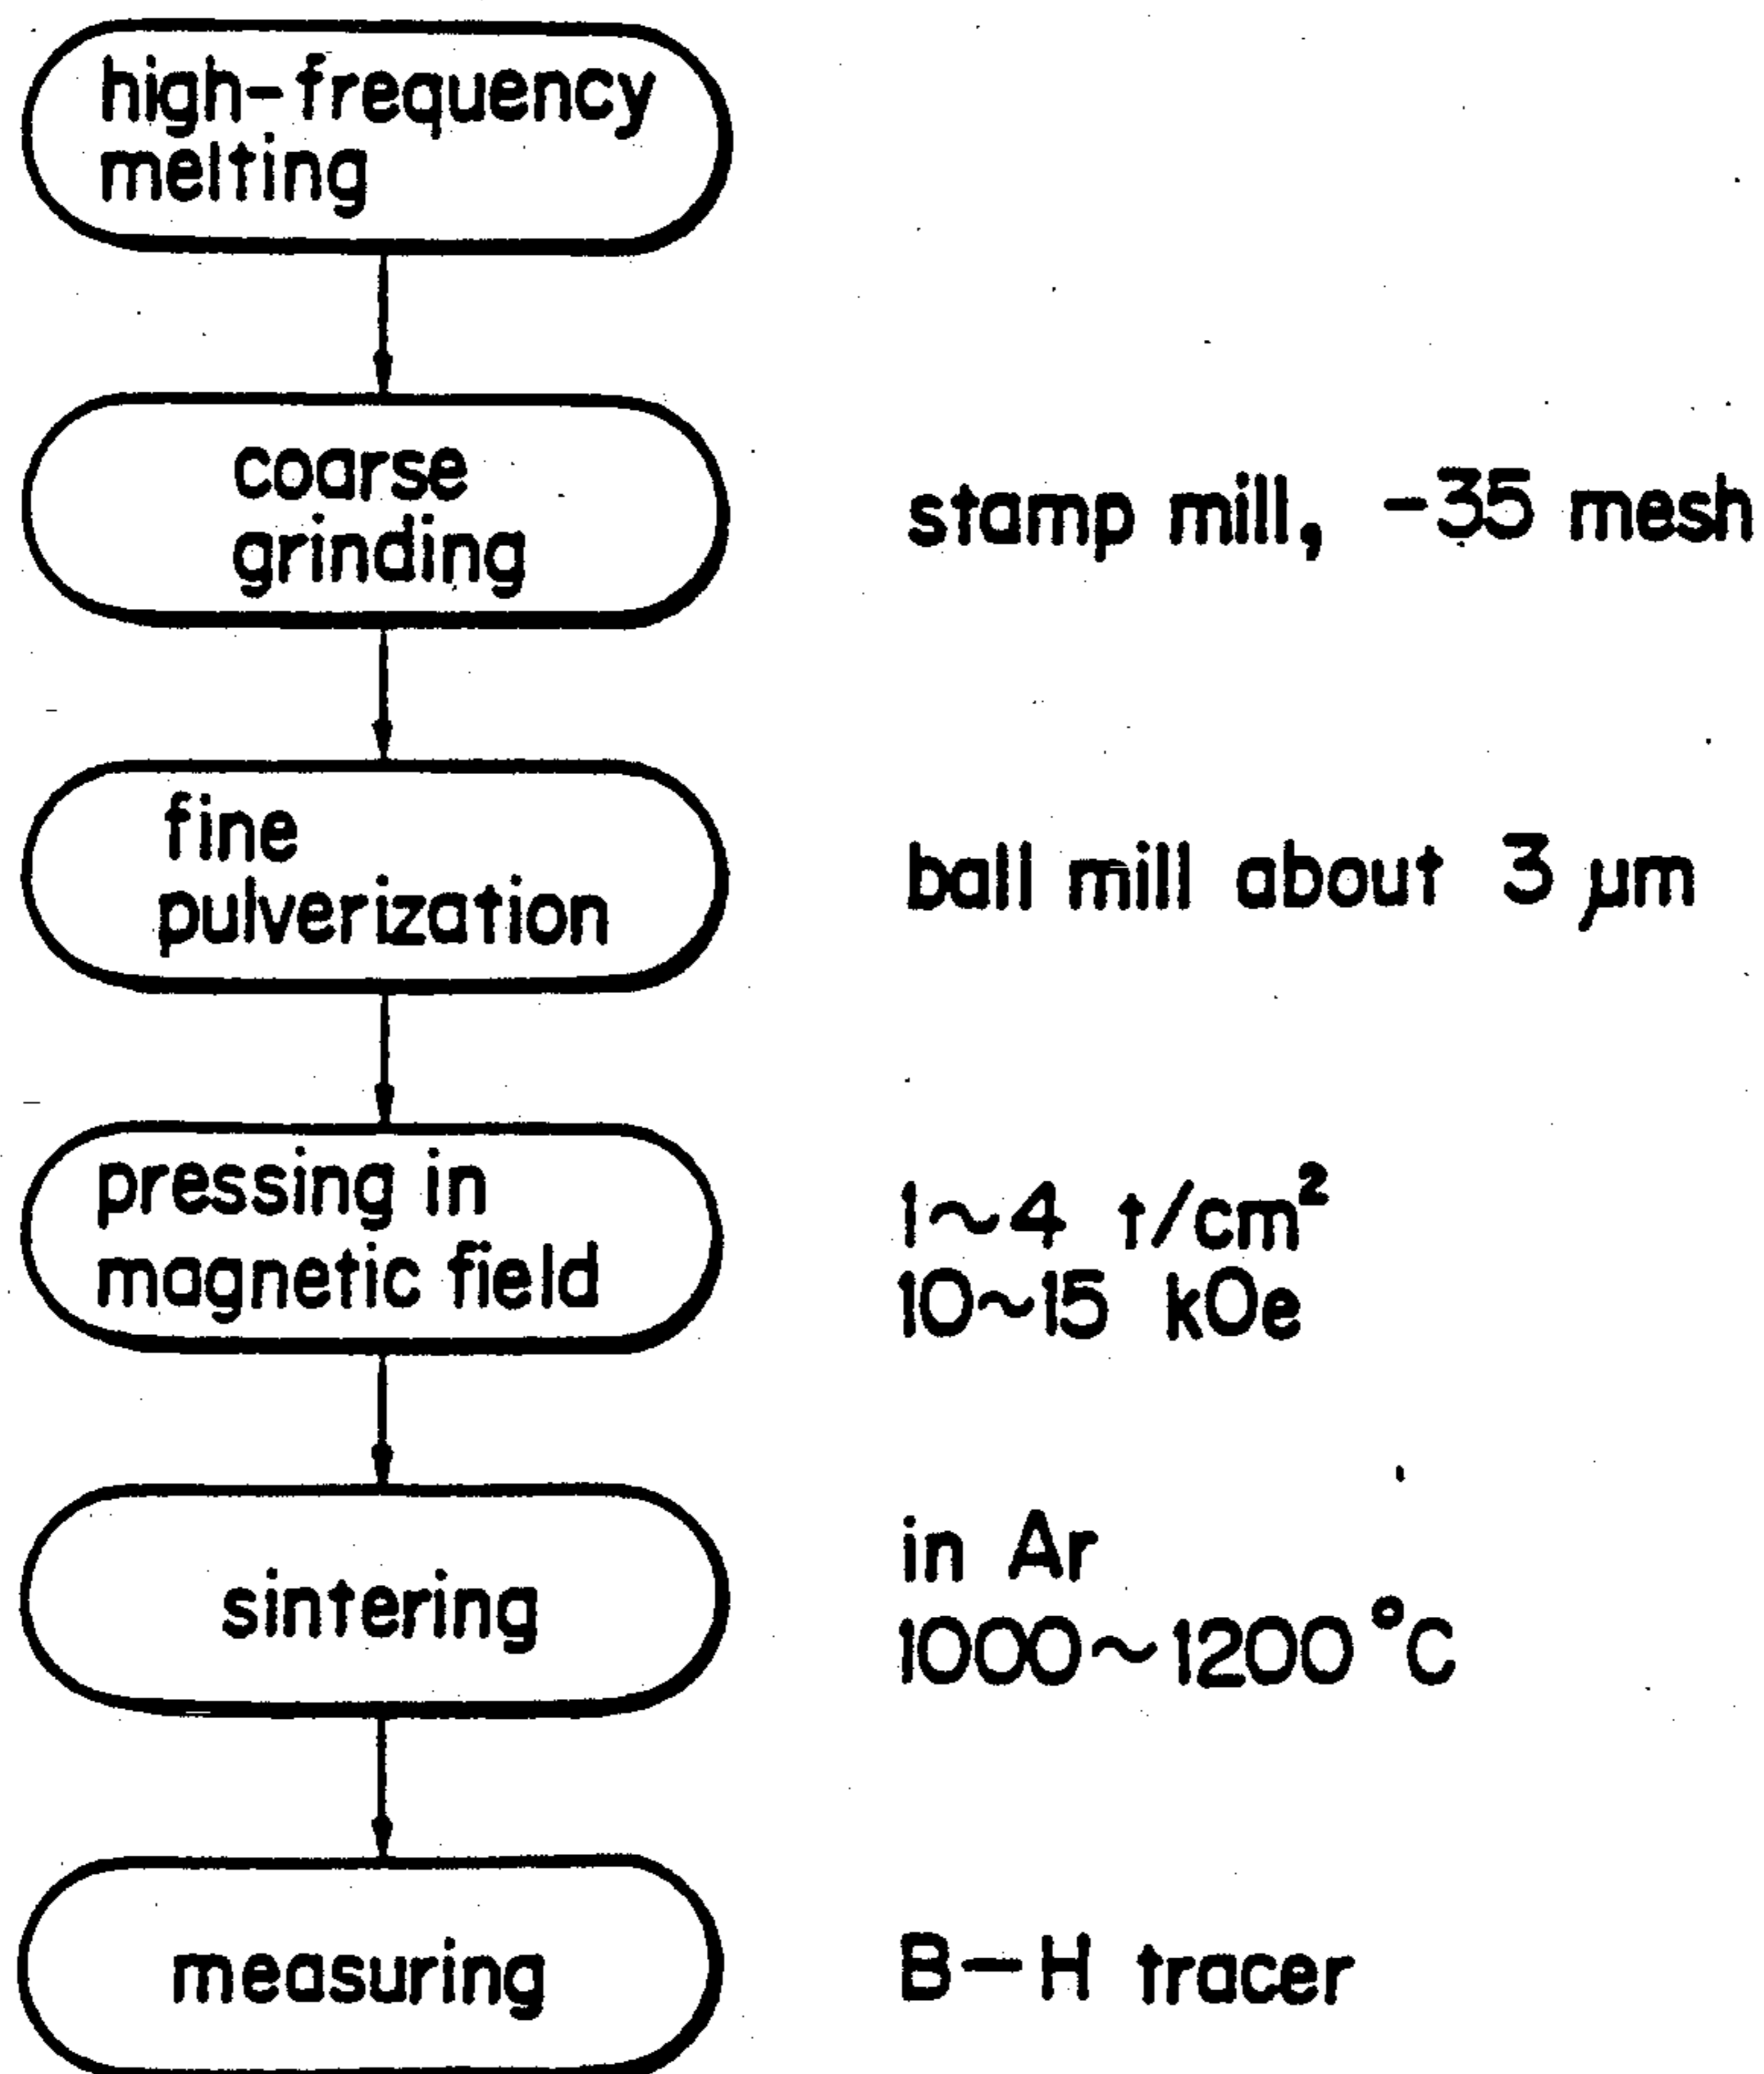 high-frequency
melting
coarse
grinding
stamp mill, -35 mesh
fine
pulverization
ball mill about 3 µm
pressing in
magnetic field
1~4 t/cm²
10~15 kOe
sintering
in Ar
1000~1200°C
measuring
B-H tracer